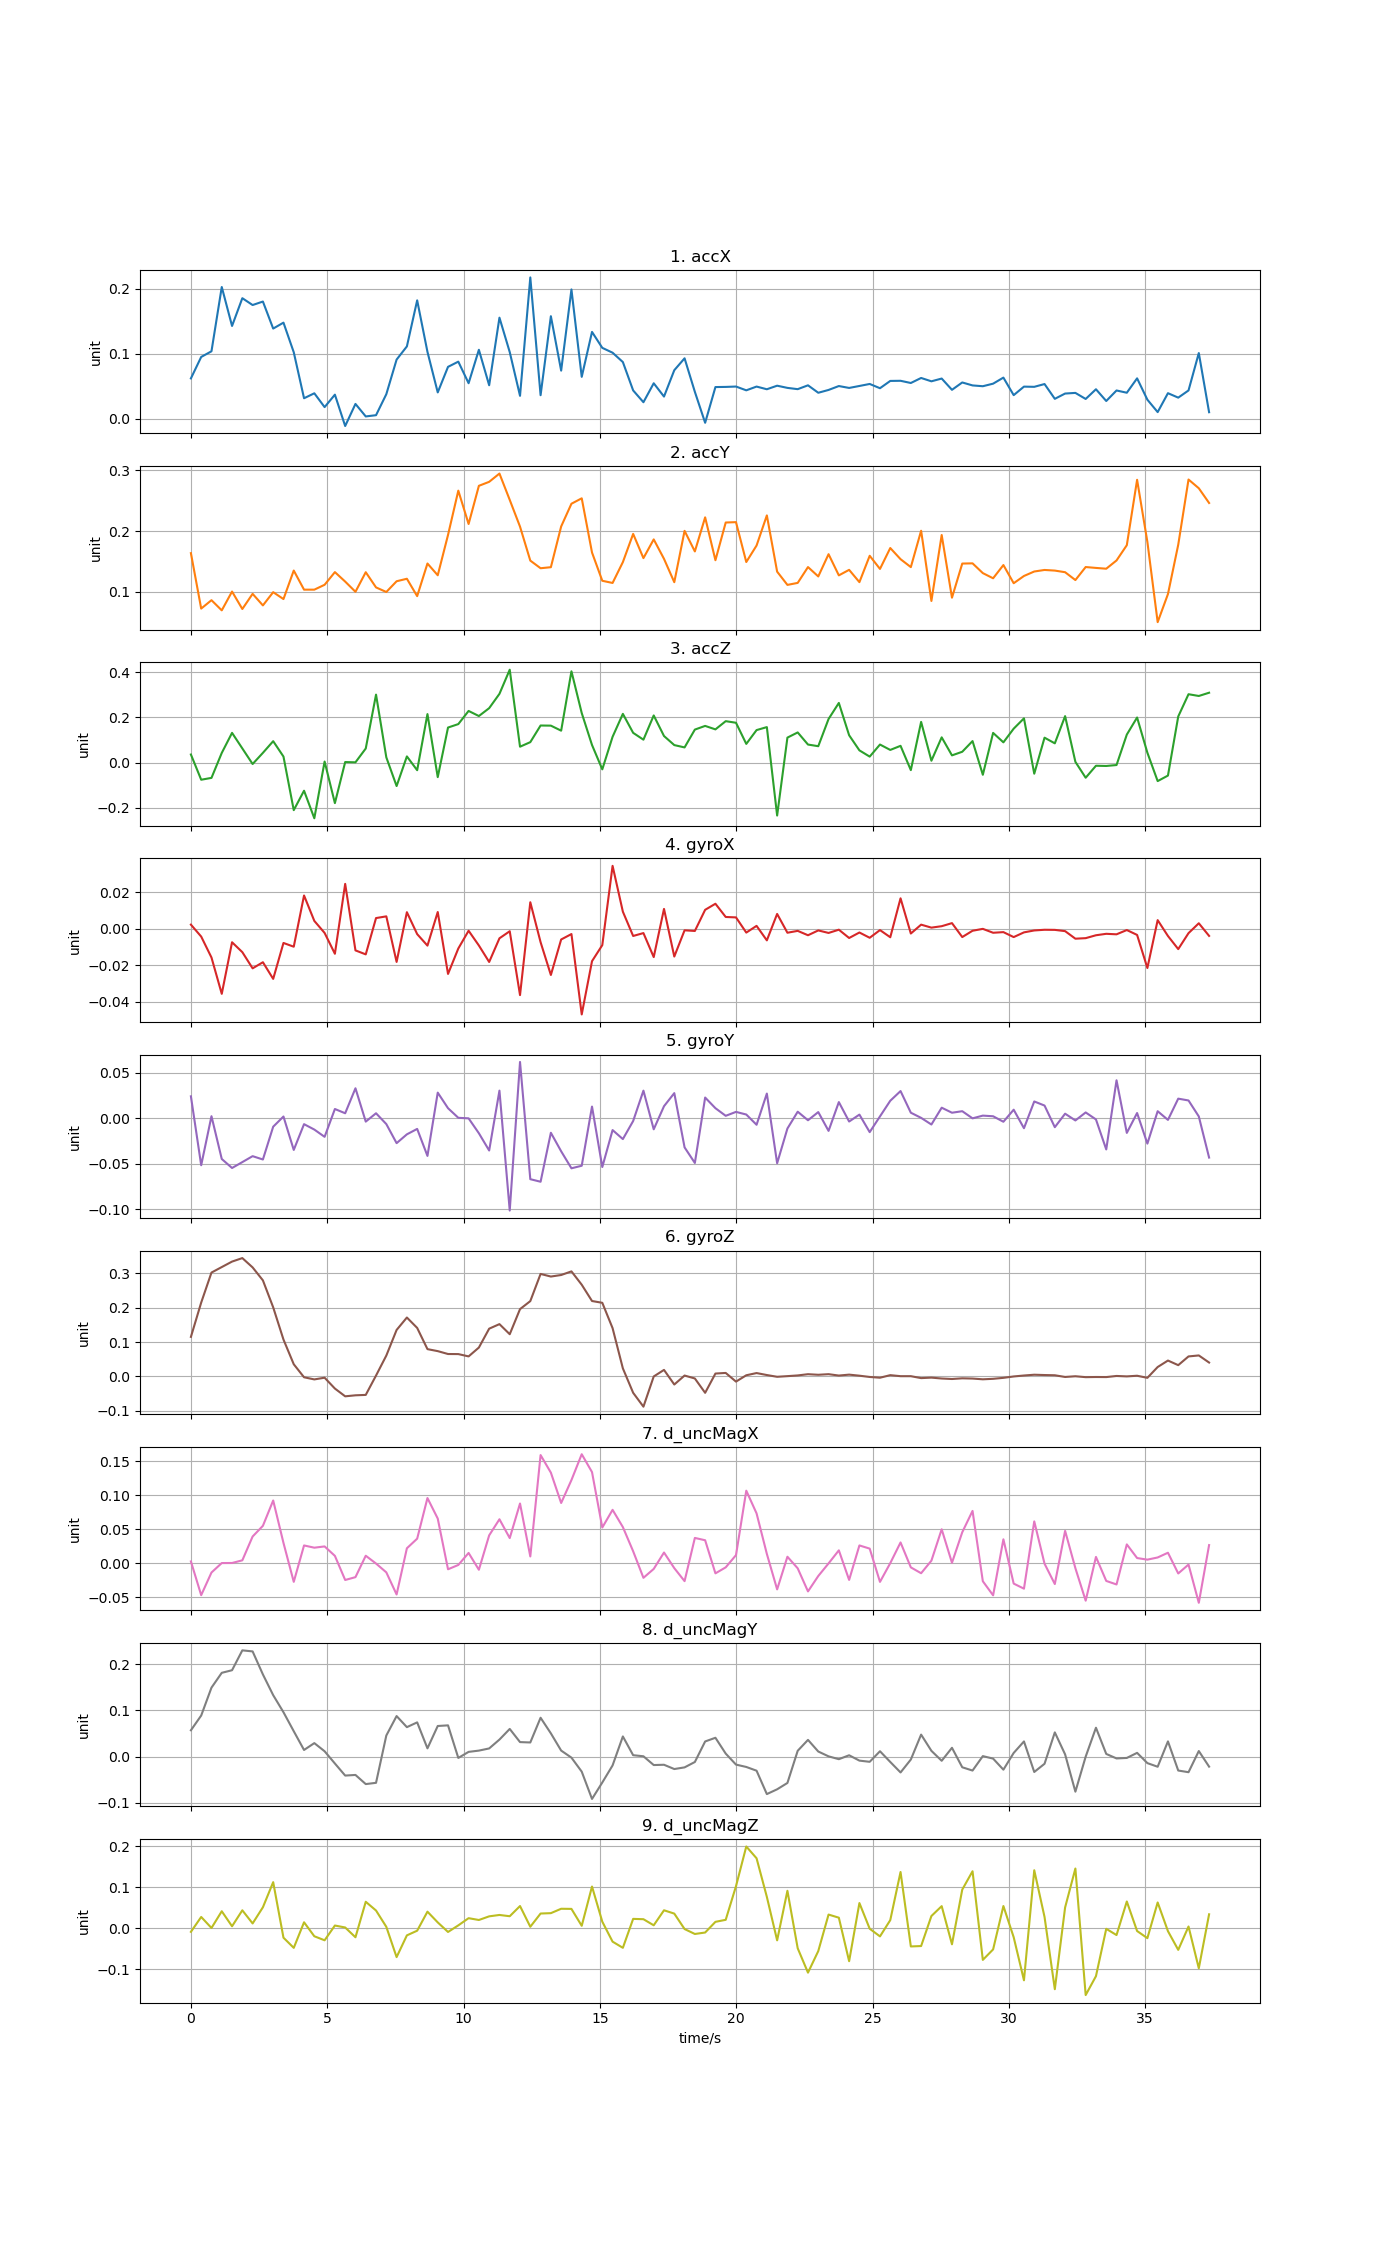 1. accX
0.2
0.1
0.0
unit
2. accY
0.3
0.2
0.1
unit
3. accZ
0.4
0.2
0.0
−0.2
unit
4. gyroX
0.02
0.00
−0.02
−0.04
unit
5. gyroY
0.05
0.00
−0.05
−0.10
unit
6. gyroZ
0.3
0.2
0.1
0.0
−0.1
unit
7. d_uncMagX
0.15
0.10
0.05
0.00
−0.05
unit
8. d_uncMagY
0.2
0.1
0.0
−0.1
unit
9. d_uncMagZ
0.2
0.1
0.0
−0.1
unit
0 5 10 15 20 25 30 35
time/s